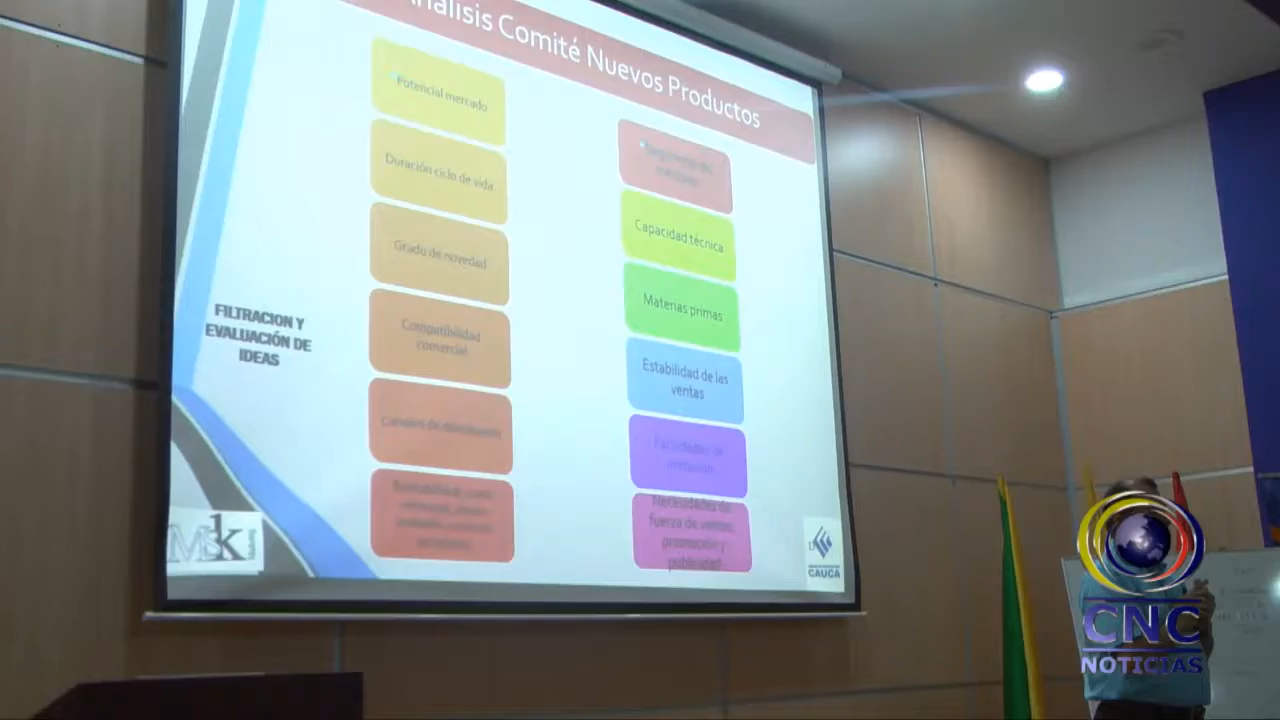 Análisis Comité Nuevos Productos
Potencial mercado
Duración ciclo de vida
Grado de novedad
Compatibilidad
comercial
Canales de distribución
Capacidad técnica
Materias primas
Estabilidad de las
ventas
Necesidades de
fuerza de ventas,
promoción y
publicidad
FILTRACION Y
EVALUACIÓN DE
IDEAS
CAUCA
CNC
NOTICIAS